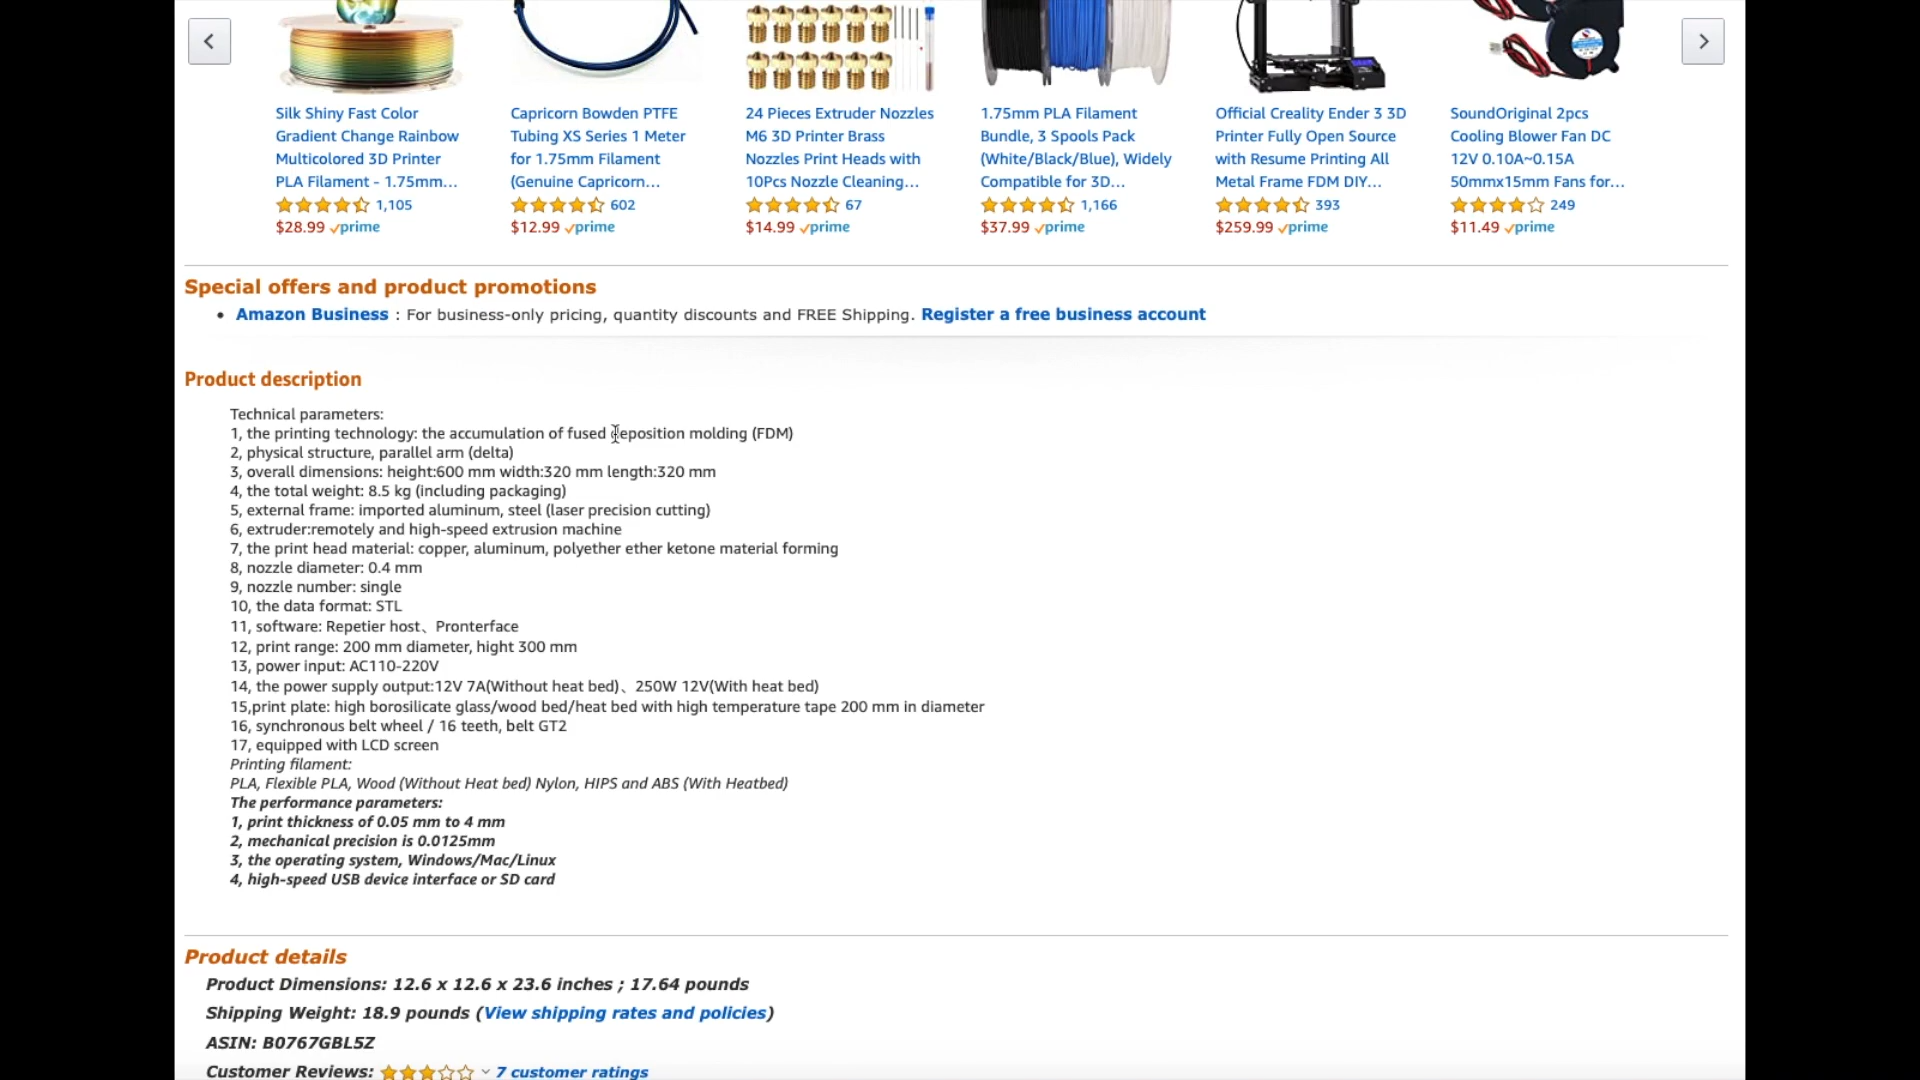 Silk Shiny Fast Color
Gradient Change Rainbow
Multicolored 3D Printer
PLA Filament - 1.75mm...
1,105
$28.99 prime
Capricorn Bowden PTFE
Tubing XS Series 1 Meter
for 1.75mm Filament
(Genuine Capricorn...
602
$12.99 prime
24 Pieces Extruder Nozzles
M6 3D Printer Brass
Nozzles Print Heads with
10Pcs Nozzle Cleaning...
67
$14.99 prime
1.75mm PLA Filament
Bundle, 3 Spools Pack
(White/Black/Blue), Widely
Compatible for 3D...
1,166
$37.99 prime
Official Creality Ender 3 3D
Printer Fully Open Source
with Resume Printing All
Metal Frame FDM DIY...
393
$259.99 prime
SoundOriginal 2pcs
Cooling Blower Fan DC
12V 0.10A~0.15A
50mmx15mm Fans for...
249
$11.49 prime
Special offers and product promotions
• Amazon Business : For business-only pricing, quantity discounts and FREE Shipping. Register a free business account
Product description
Technical parameters:
1, the printing technology: the accumulation of fused deposition molding (FDM)
2, physical structure, parallel arm (delta)
3, overall dimensions: height:600 mm width:320 mm length:320 mm
4, the total weight: 8.5 kg (including packaging)
5, external frame: imported aluminum, steel (laser precision cutting)
6, extruder:remotely and high-speed extrusion machine
7, the print head material: copper, aluminum, polyether ether ketone material forming
8, nozzle diameter: 0.4 mm
9, nozzle number: single
10, the data format: STL
11, software: Repetier host、Pronterface
12, print range: 200 mm diameter, hight 300 mm
13, power input: AC110-220V
14, the power supply output:12V 7A(Without heat bed)、250W 12V(With heat bed)
15,print plate: high borosilicate glass/wood bed/heat bed with high temperature tape 200 mm in diameter
16, synchronous belt wheel / 16 teeth, belt GT2
17, equipped with LCD screen
Printing filament:
PLA, Flexible PLA, Wood (Without Heat bed) Nylon, HIPS and ABS (With Heatbed)
The performance parameters:
1, print thickness of 0.05 mm to 4 mm
2, mechanical precision is 0.0125mm
3, the operating system, Windows/Mac/Linux
4, high-speed USB device interface or SD card
Product details
Product Dimensions: 12.6 x 12.6 x 23.6 inches ; 17.64 pounds
Shipping Weight: 18.9 pounds (View shipping rates and policies)
ASIN: B0767GBL5Z
Customer Reviews: 7 customer ratings